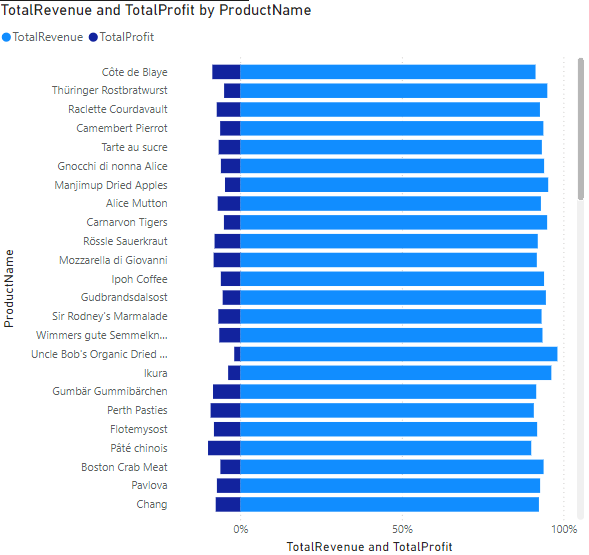 TotalRevenue and TotalProfit by ProductName
TotalRevenue TotalProfit
Côte de Blaye
Thüringer Rostbratwurst
Raclette Courdavault
Camembert Pierrot
Tarte au sucre
Gnocchi di nonna Alice
Manjimup Dried Apples
Alice Mutton
Carnarvon Tigers
Rössle Sauerkraut
Mozzarella di Giovanni
Ipoh Coffee
Gudbrandsdalsost
Sir Rodney's Marmalade
Wimmers gute Semmelkn...
Uncle Bob's Organic Dried ...
Ikura
Gumbär Gummibärchen
Perth Pasties
Flotemysost
Pâté chinois
Boston Crab Meat
Pavlova
Chang
ProductName
0% 50% 100%
TotalRevenue and TotalProfit